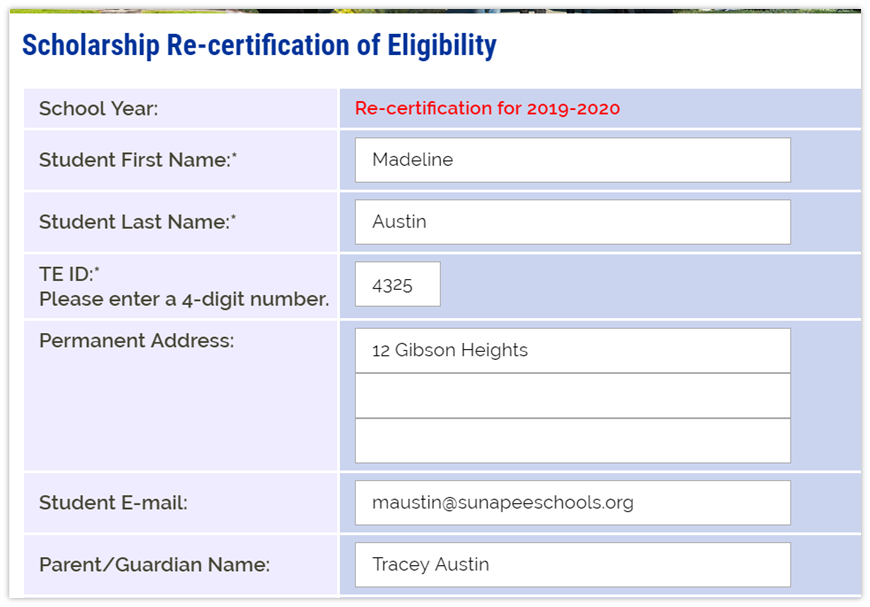 Scholarship Re-certification of Eligibility
School Year:
Re-certification for 2019-2020
Student First Name:*
Madeline
Student Last Name:*
Austin
TE ID:*
Please enter a 4-digit number.
4325
Permanent Address:
12 Gibson Heights
Student E-mail:
maustin@sunapeeschools.org
Parent/Guardian Name:
Tracey Austin